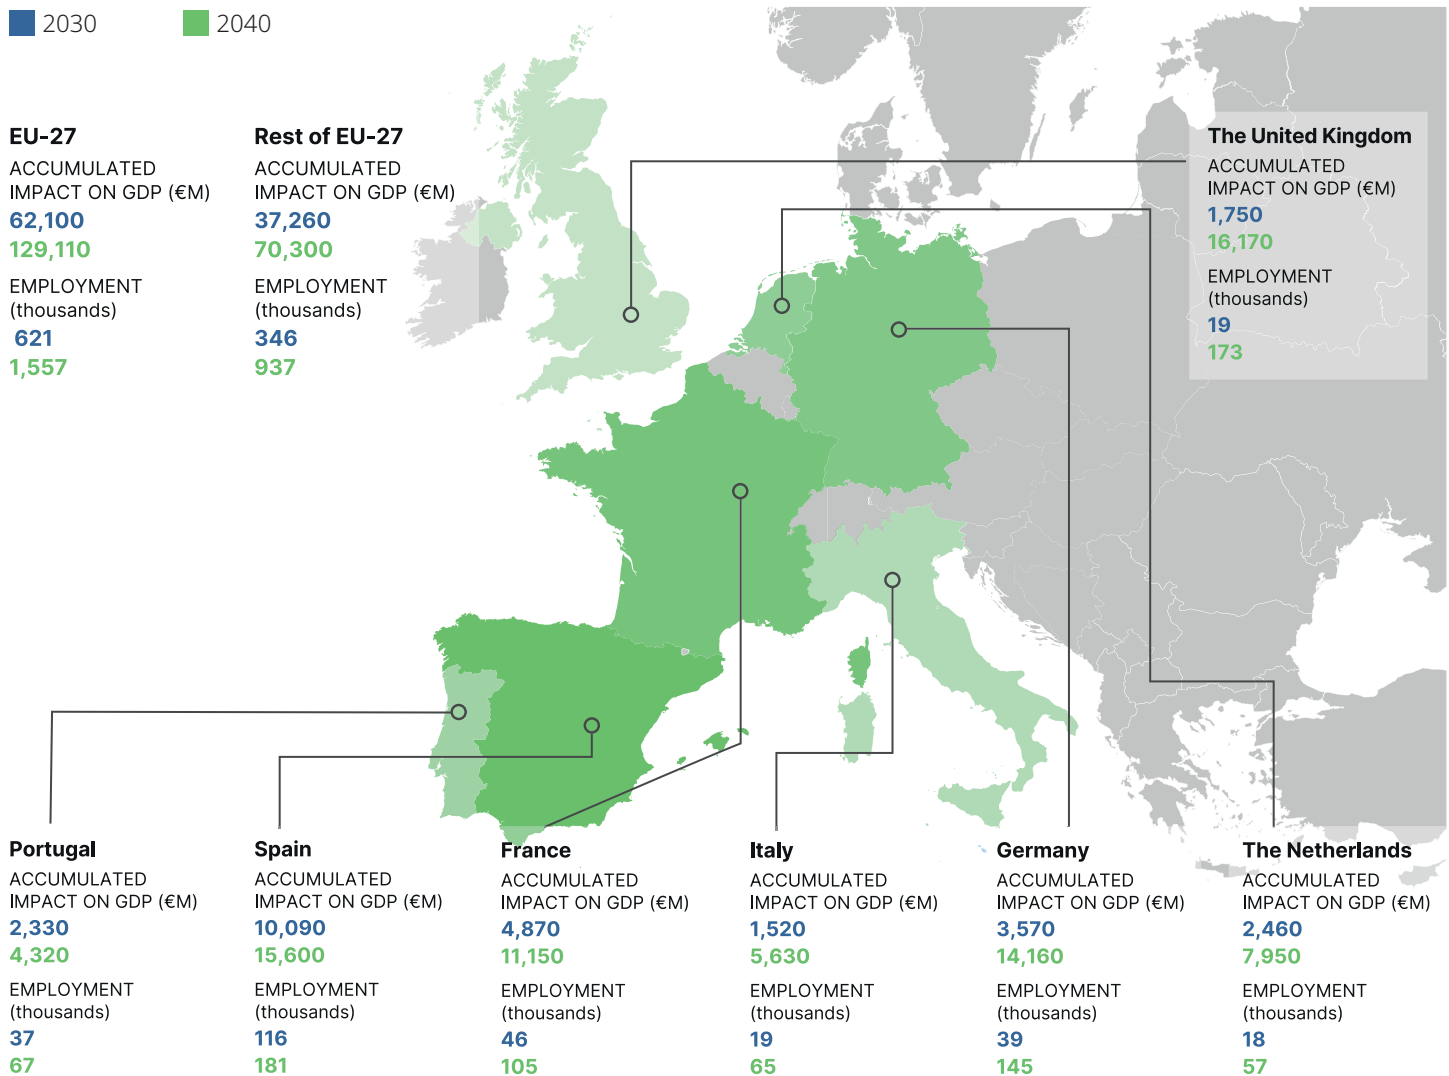 2030
2040
EU-27
ACCUMULATED
IMPACT ON GDP (€M)
62,100
129,110
EMPLOYMENT
(thousands)
621
1,557
Rest of EU-27
ACCUMULATED
IMPACT ON GDP (€M)
37,260
70,300
EMPLOYMENT
(thousands)
346
937
The United Kingdom
ACCUMULATED
IMPACT ON GDP (€M)
1,750
16,170
EMPLOYMENT
(thousands)
19
173
Portugal
ACCUMULATED
IMPACT ON GDP (€M)
2,330
4,320
EMPLOYMENT
(thousands)
37
67
Spain
ACCUMULATED
IMPACT ON GDP (€M)
10,090
15,600
EMPLOYMENT
(thousands)
116
181
France
ACCUMULATED
IMPACT ON GDP (€M)
4,870
11,150
EMPLOYMENT
(thousands)
46
105
Italy
ACCUMULATED
IMPACT ON GDP (€M)
1,520
5,630
EMPLOYMENT
(thousands)
19
65
Germany
ACCUMULATED
IMPACT ON GDP (€M)
3,570
14,160
EMPLOYMENT
(thousands)
39
145
The Netherlands
ACCUMULATED
IMPACT ON GDP (€M)
2,460
7,950
EMPLOYMENT
(thousands)
18
57